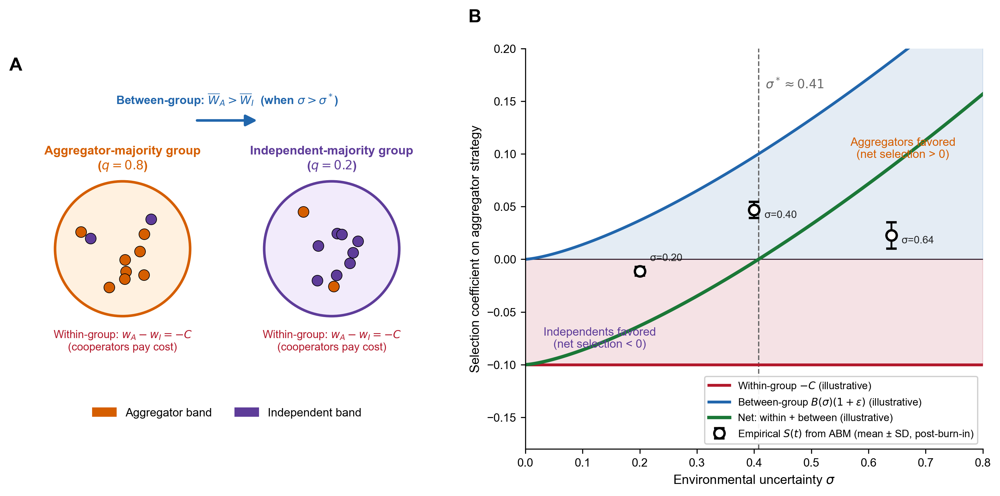 A
Between-group: W̅_A > W̅_I (when σ > σ*)
Aggregator-majority group
(q = 0.8)
Independent-majority group
(q = 0.2)
Within-group: w_A − w_I = −C
(cooperators pay cost)
Within-group: w_A − w_I = −C
(cooperators pay cost)
Aggregator band
Independent band
B
Selection coefficient on aggregator strategy
0.20
0.15
0.10
0.05
0.00
−0.05
−0.10
−0.15
σ* ≈ 0.41
Aggregators favored
(net selection > 0)
σ=0.40
σ=0.64
σ=0.20
Independents favored
(net selection < 0)
Within-group −C (illustrative)
Between-group B(σ)(1 + ε) (illustrative)
Net: within + between (illustrative)
Empirical S(t) from ABM (mean ± SD, post-burn-in)
0.0 0.1 0.2 0.3 0.4 0.5 0.6 0.7 0.8
Environmental uncertainty σ